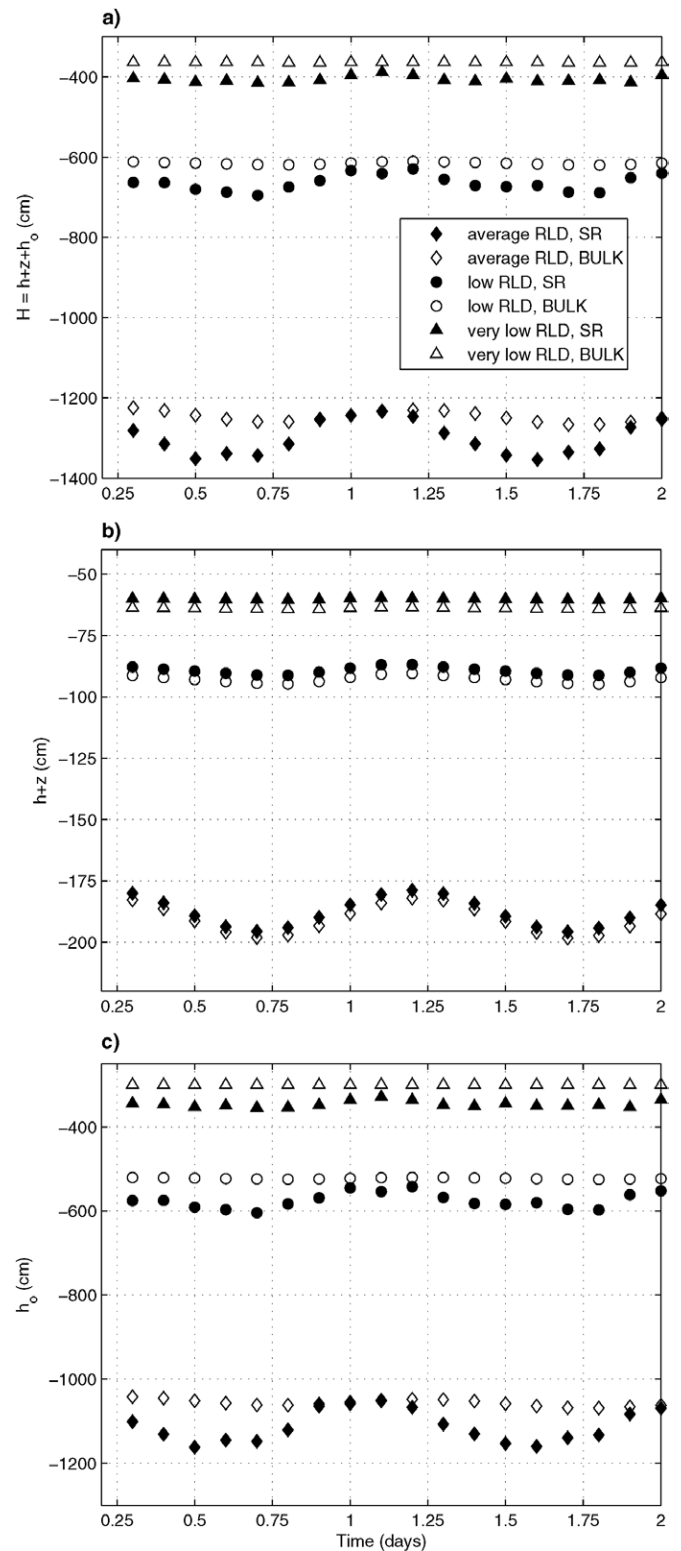 a)
−400
−600
−800
−1000
−1200
−1400
H = h+z+hₒ (cm)
average RLD, SR
average RLD, BULK
low RLD, SR
low RLD, BULK
very low RLD, SR
very low RLD, BULK
0.25 0.5 0.75 1 1.25 1.5 1.75 2
b)
−50
−75
−100
−125
−150
−175
−200
h+z (cm)
0.25 0.5 0.75 1 1.25 1.5 1.75 2
c)
−400
−600
−800
−1000
−1200
hₒ (cm)
0.25 0.5 0.75 1 1.25 1.5 1.75 2
Time (days)